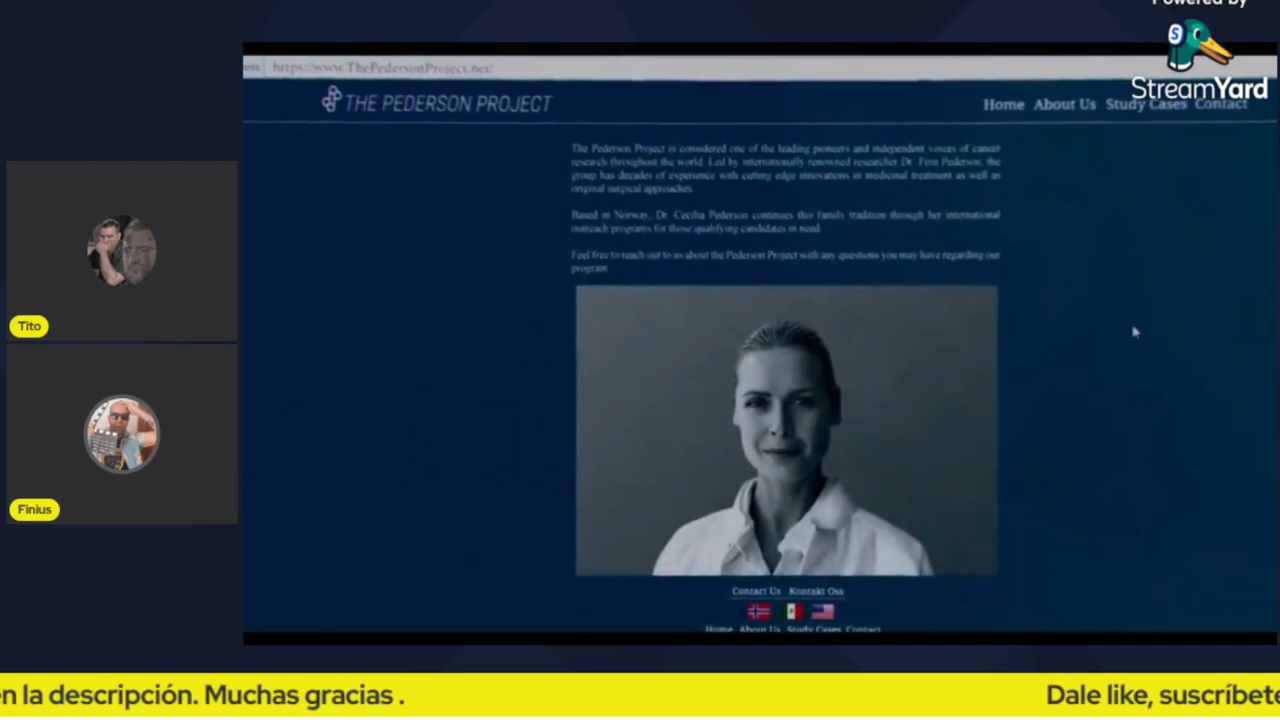 Powered by
StreamYard
ess https://www.ThePedersonProject.net/
THE PEDERSON PROJECT
Home About Us Study Cases Contact
The Pederson Project is considered one of the leading pioneers and independent voices of cancer
research throughout the world. Led by internationally renowned researcher Dr. Finn Pederson, the
group has decades of experience with cutting edge innovations in medicinal treatment as well as
original surgical approaches.
Based in Norway, Dr. Cecilia Pederson continues this family tradition through her international
outreach programs for those qualifying candidates in need
Feel free to reach out to us about the Pederson Project with any questions you may have regarding our
program
Tito
Finius
Contact Us Kontakt Oss
Home About Us Study Cases Contact
en la descripción. Muchas gracias .
Dale like, suscríbete